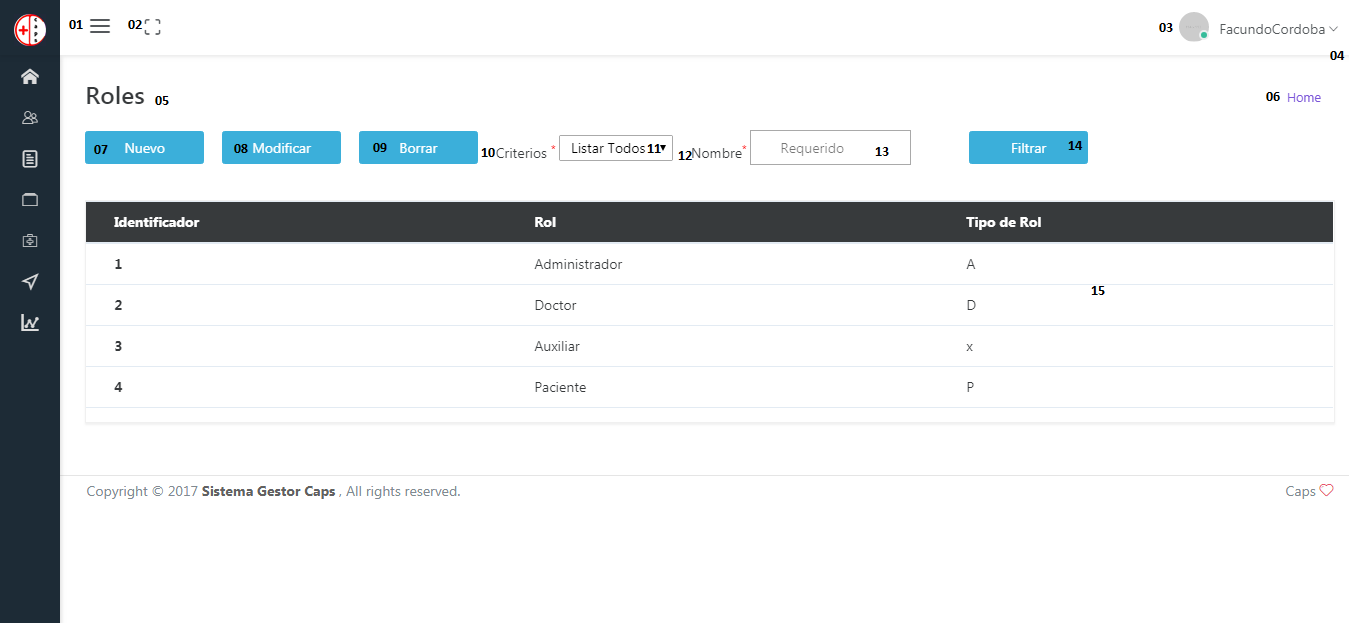 01 02 03 FacundoCordoba
04
Roles 05 06 Home
07 Nuevo 08 Modificar 09 Borrar 10 Criterios * Listar Todos 11 12 Nombre* Requerido 13 Filtrar 14
Identificador Rol Tipo de Rol
1 Administrador A
2 Doctor D
15
3 Auxiliar x
4 Paciente P
Copyright © 2017 Sistema Gestor Caps , All rights reserved. Caps